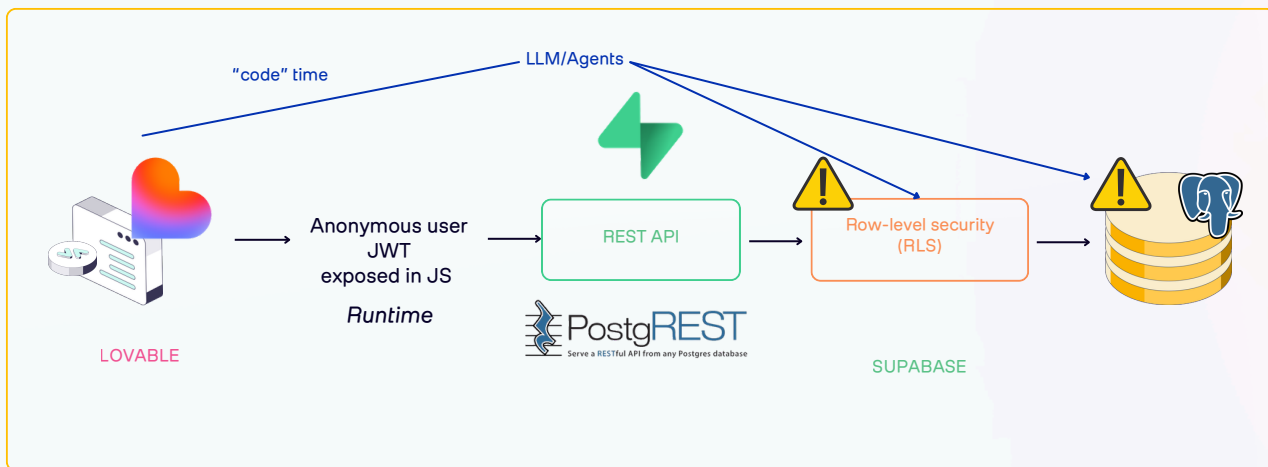 LLM/Agents
“code” time
Anonymous user
JWT
exposed in JS
Runtime
REST API
Row-level security
(RLS)
PostgREST
Serve a RESTful API from any Postgres database
LOVABLE
SUPABASE